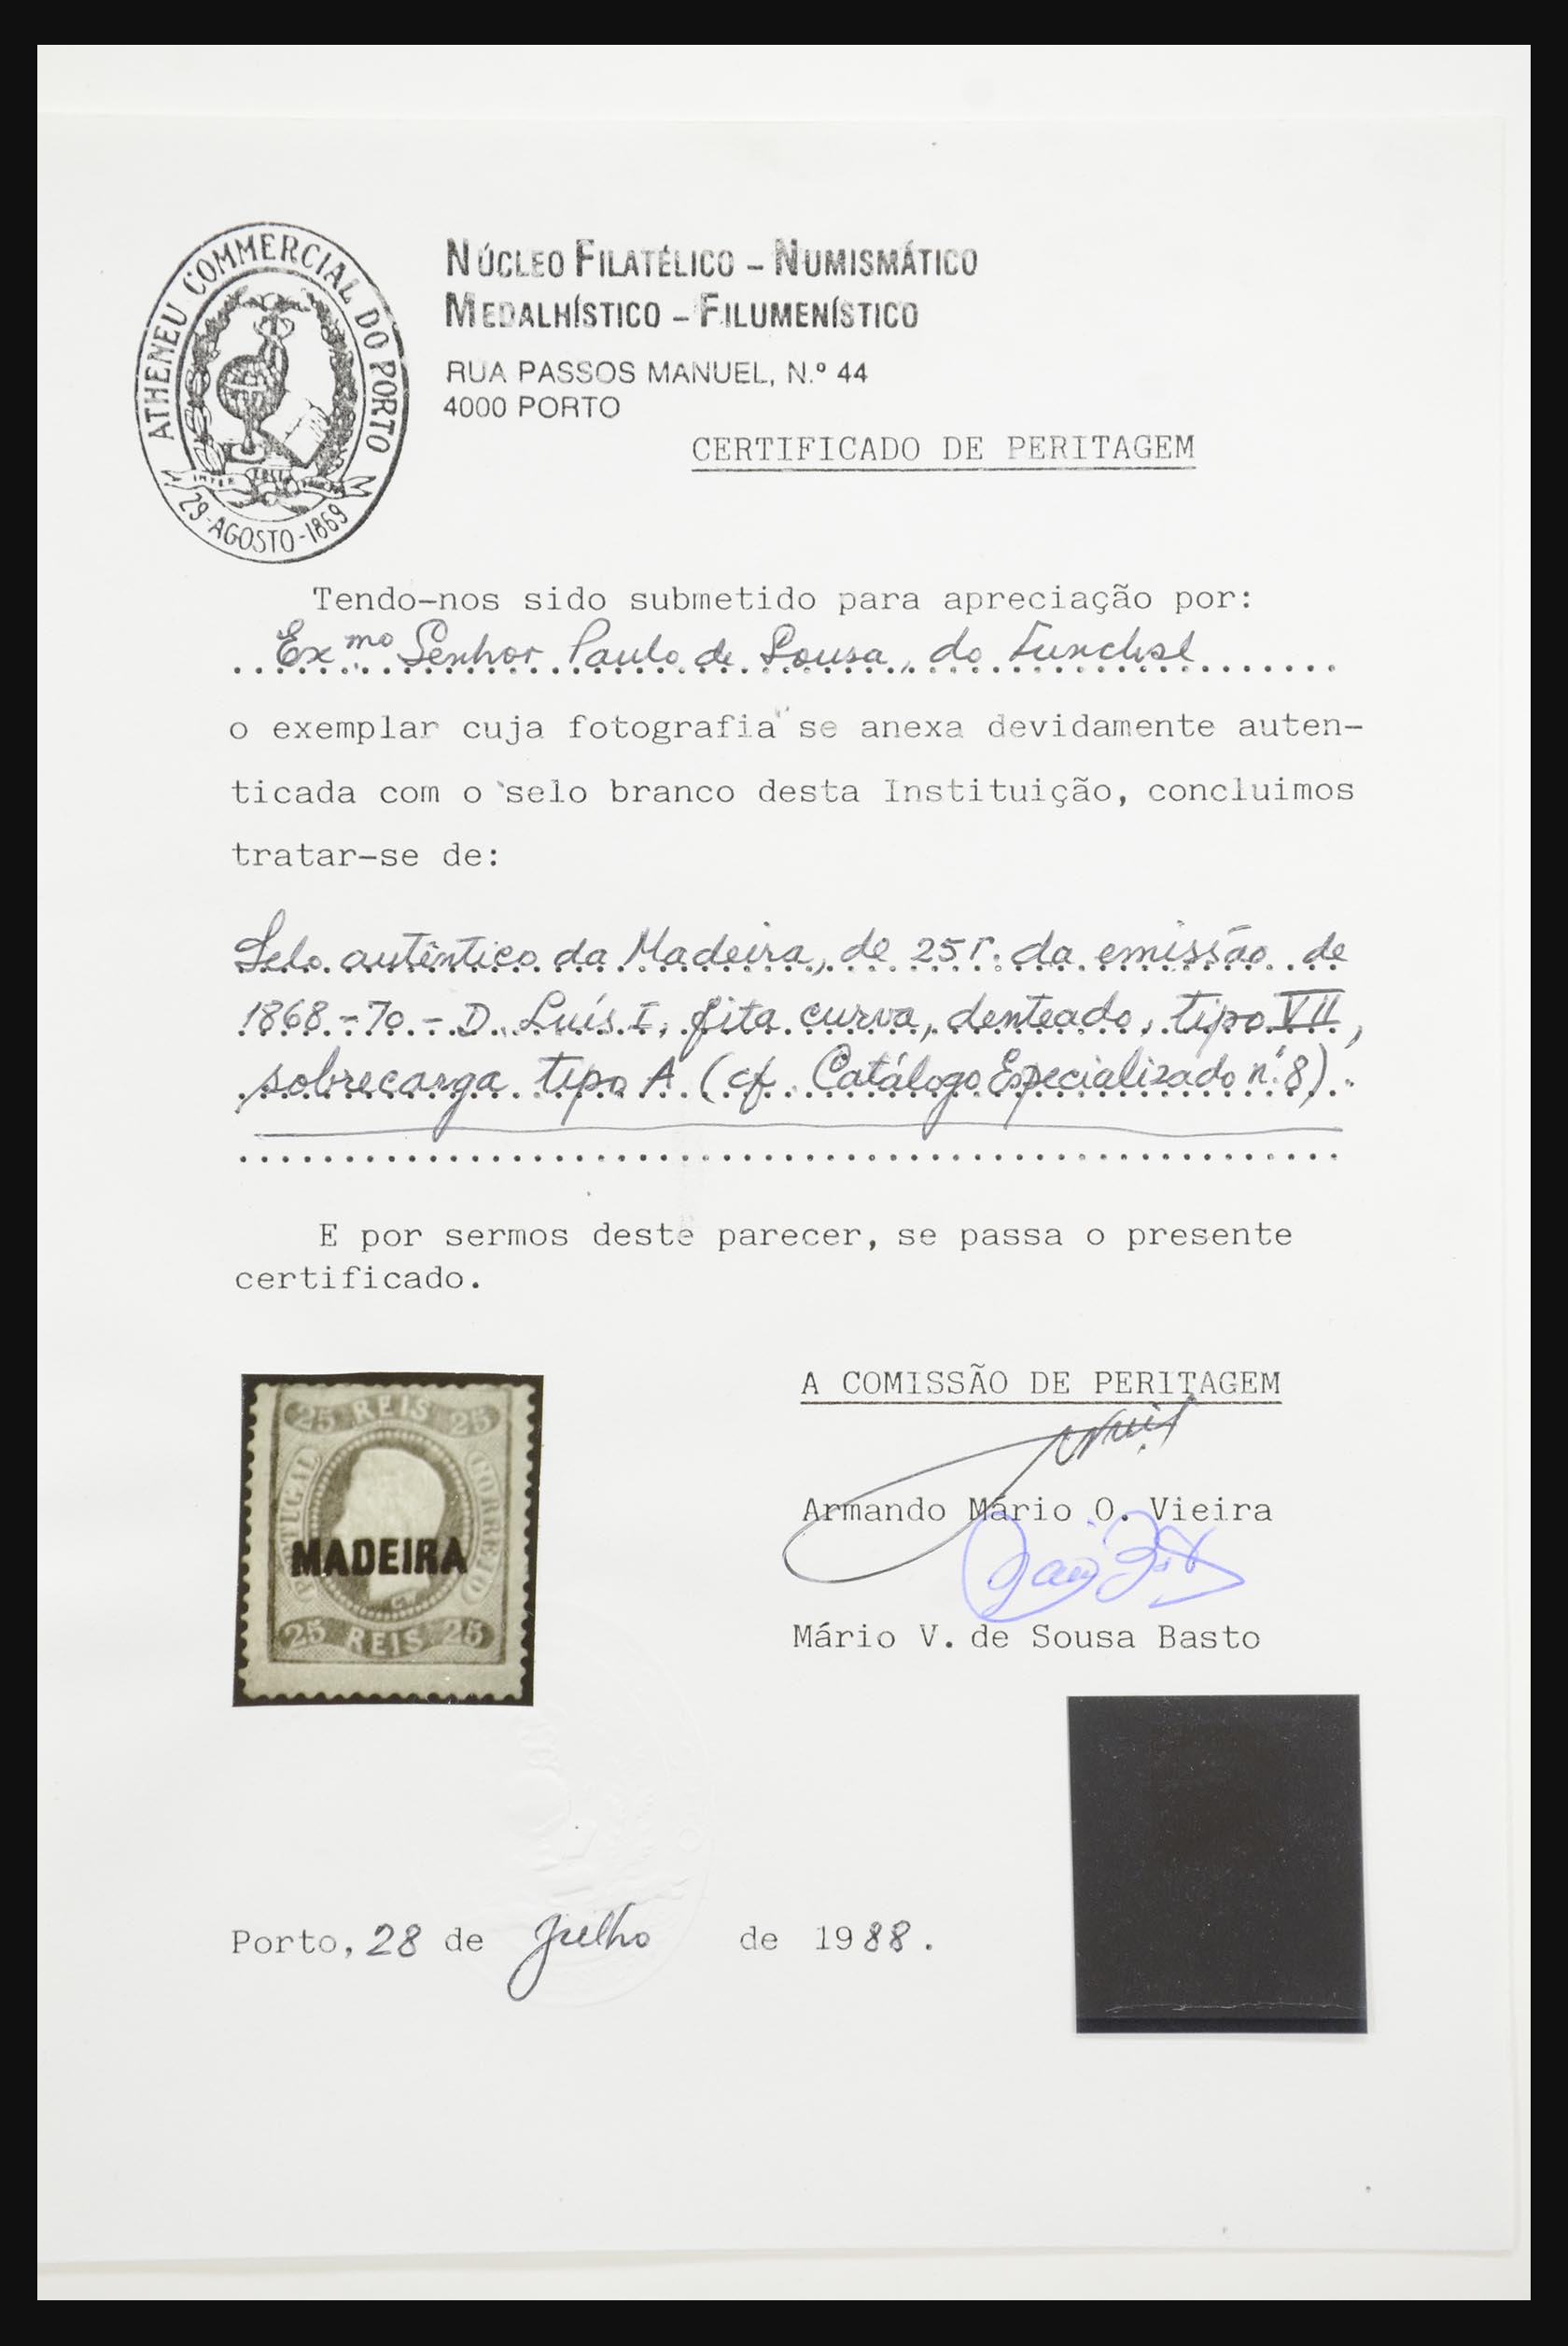 ATHENEU COMMERCIAL DO PORTO
INTER
29-AGOSTO-1869
NÚCLEO FILATÉLICO - NUMISMÁTICO
MEDALHÍSTICO - FILUMENÍSTICO
RUA PASSOS MANUEL, N.º 44
4000 PORTO
CERTIFICADO DE PERITAGEM
Tendo-nos sido submetido para apreciação por:
Ex.mo Senhor Paulo de Sousa, do Funchal
o exemplar cuja fotografia se anexa devidamente auten-
ticada com o selo branco desta Instituição, concluimos
tratar-se de:
Selo autêntico da Madeira, de 25 r. da emissão de
1868-70 - D. Luís I, fita curva, denteado, tipo VII,
sobrecarga tipo A (cf. Catálogo Especializado n.º 8).
E por sermos deste parecer, se passa o presente
certificado.
A COMISSÃO DE PERITAGEM
Armando Mário O. Vieira
Mário V. de Sousa Basto
25 REIS 25
PORTUGAL
CORREIO
MADEIRA
25 REIS 25
Porto, 28 de Julho de 1988.